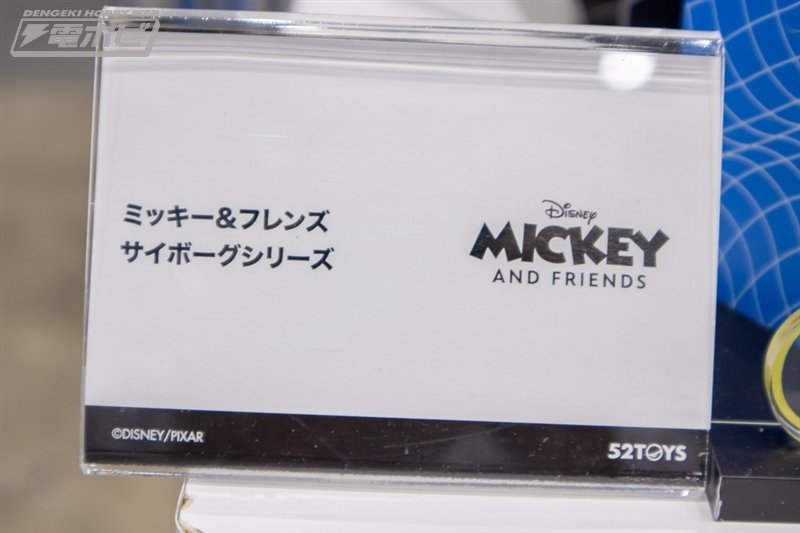 DENGEKI HOBBY WEB
電ホビ
ミッキー&フレンズ
サイボーグシリーズ
Disney
MICKEY
AND FRIENDS
©DISNEY/PIXAR
52TOYS